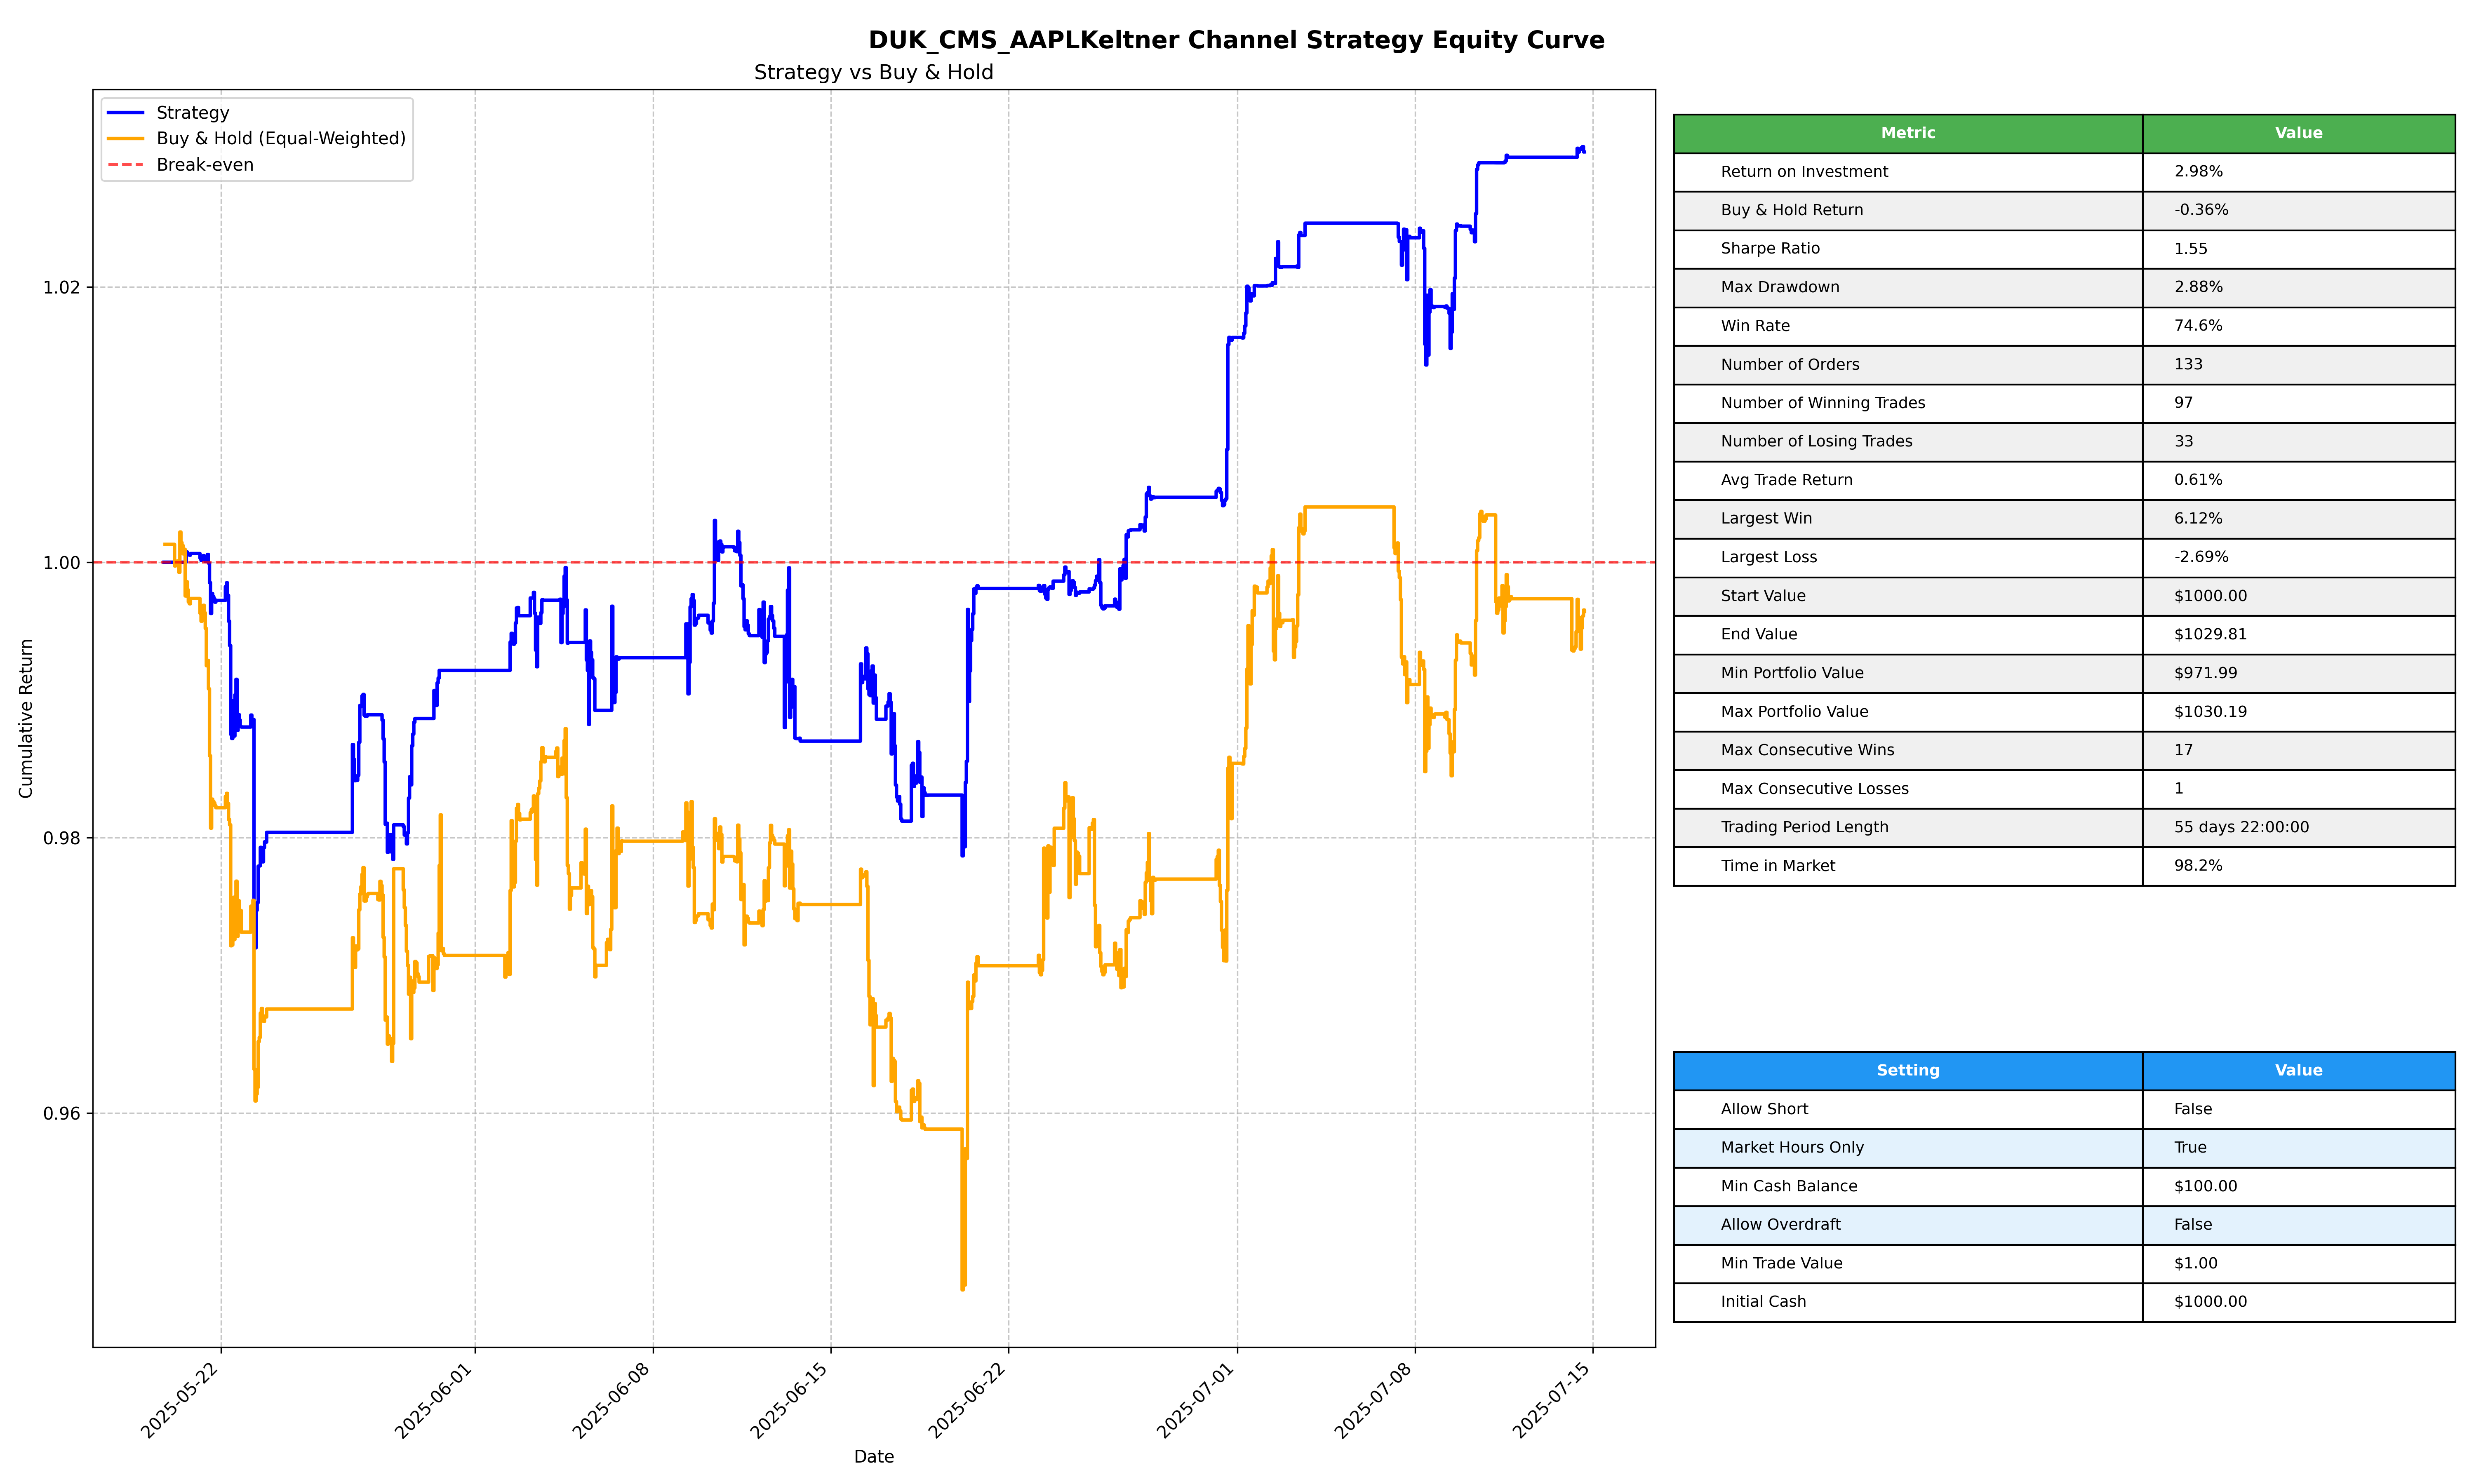 DUK_CMS_AAPLKeltner Channel Strategy Equity Curve
Strategy vs Buy & Hold
Strategy
Buy & Hold (Equal-Weighted)
Break-even
Cumulative Return
1.02
1.00
0.98
0.96
2025-05-22
2025-06-01
2025-06-08
2025-06-15
2025-06-22
2025-07-01
2025-07-08
2025-07-15
Date
Metric Value
Return on Investment 2.98%
Buy & Hold Return -0.36%
Sharpe Ratio 1.55
Max Drawdown 2.88%
Win Rate 74.6%
Number of Orders 133
Number of Winning Trades 97
Number of Losing Trades 33
Avg Trade Return 0.61%
Largest Win 6.12%
Largest Loss -2.69%
Start Value $1000.00
End Value $1029.81
Min Portfolio Value $971.99
Max Portfolio Value $1030.19
Max Consecutive Wins 17
Max Consecutive Losses 1
Trading Period Length 55 days 22:00:00
Time in Market 98.2%
Setting Value
Allow Short False
Market Hours Only True
Min Cash Balance $100.00
Allow Overdraft False
Min Trade Value $1.00
Initial Cash $1000.00